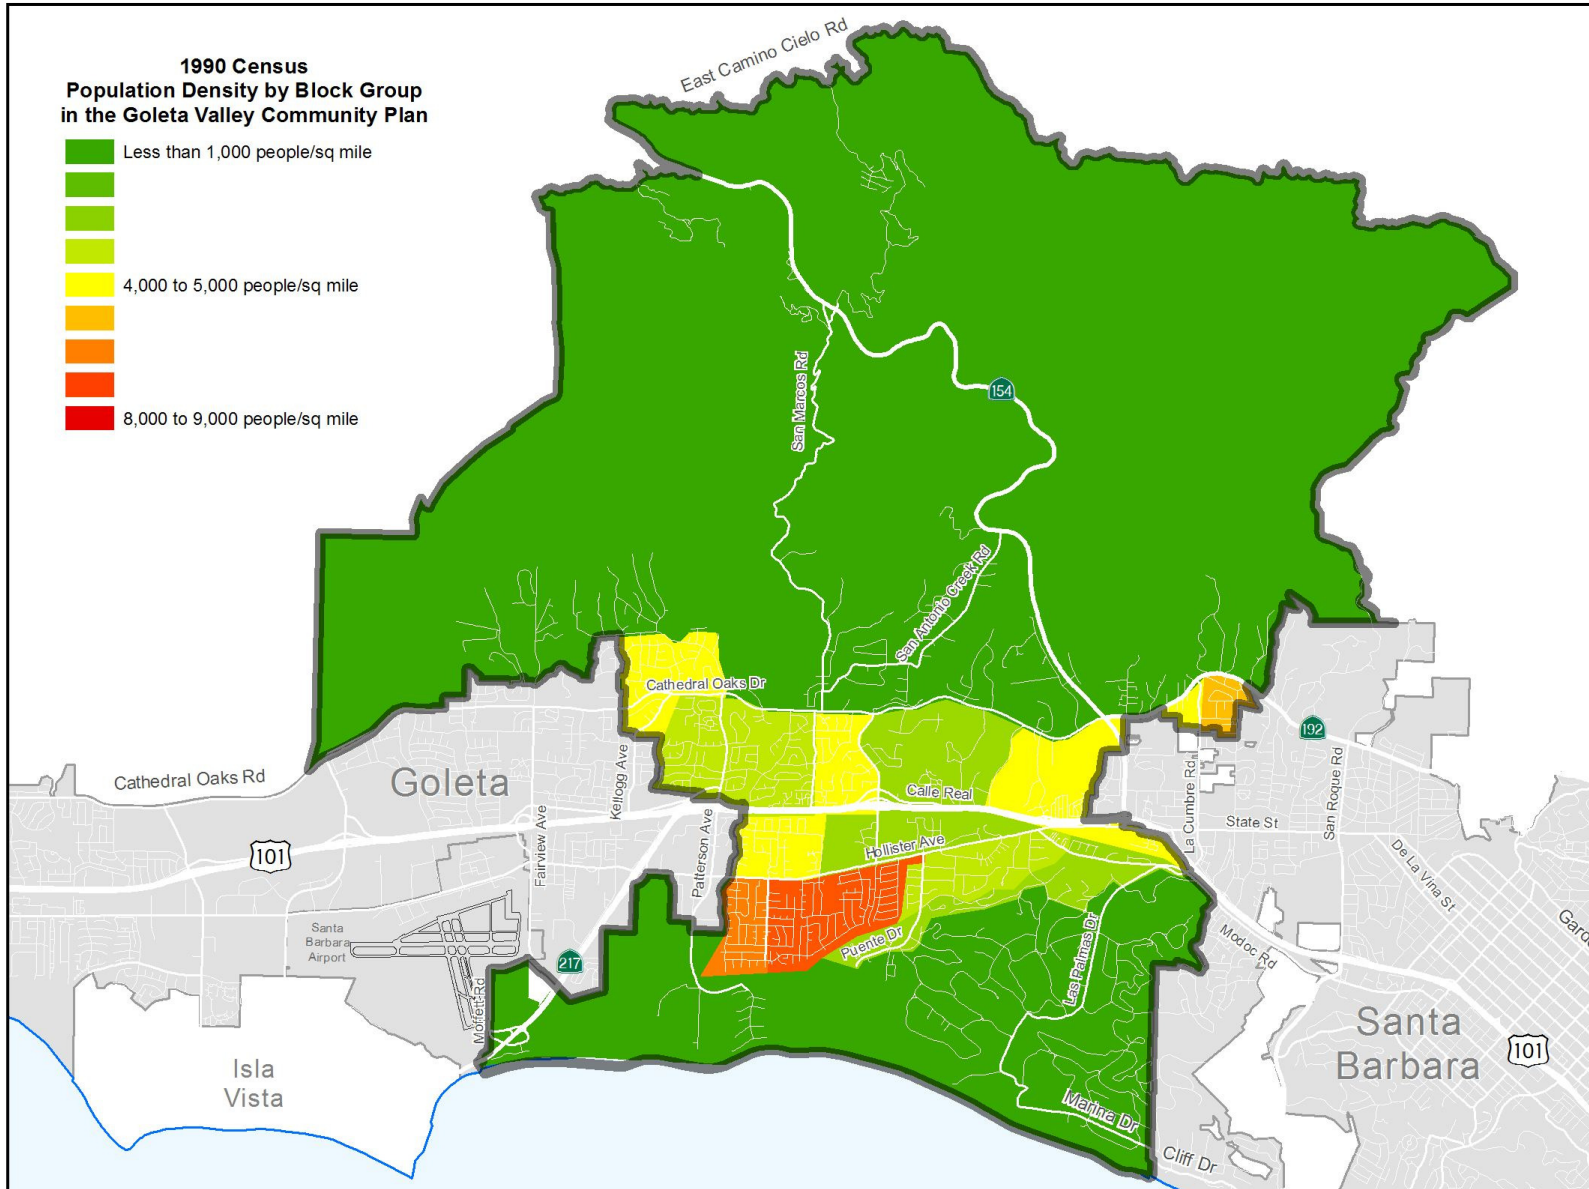 1990 Census
Population Density by Block Group
in the Goleta Valley Community Plan
Less than 1,000 people/sq mile
4,000 to 5,000 people/sq mile
8,000 to 9,000 people/sq mile
East Camino Cielo Rd
San Marcos Rd
154
San Antonio Creek Rd
Cathedral Oaks Dr
192
Cathedral Oaks Rd
Goleta
Kellogg Ave
Calle Real
La Cumbre Rd
San Roque Rd
State St
101
Fairview Ave
Patterson Ave
Hollister Ave
De La Vina St
Santa
Barbara
Airport
217
Puente Dr
Las Palmas Dr
Modoc Rd
Moffett Rd
Isla
Vista
Santa
Barbara
101
Marina Dr
Cliff Dr